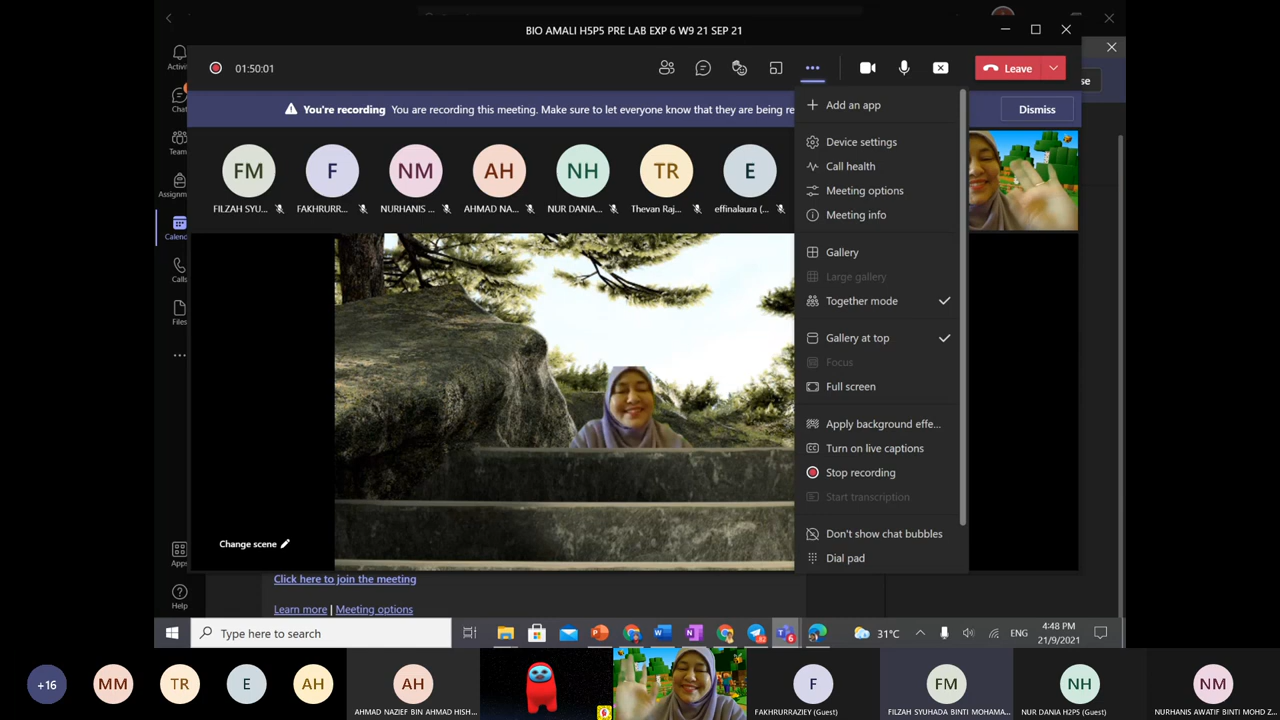 BIO AMALI H5P5 PRE LAB EXP 6 W9 21 SEP 21
01:50:01
Leave
You're recording You are recording this meeting. Make sure to let everyone know that they are being re
Dismiss
FM
F
NM
AH
NH
TR
E
FILZAH SYU...
FAKHRURR...
NURHANIS ...
AHMAD NA...
NUR DANIA...
Thevan Raj...
effinalaura (...
Add an app
Device settings
Call health
Meeting options
Meeting info
Gallery
Large gallery
Together mode
Gallery at top
Focus
Full screen
Apply background effe...
Turn on live captions
Stop recording
Start transcription
Don't show chat bubbles
Dial pad
Change scene
Activi
Chat
Team
Assignm
Calend
Calls
Files
Apps
Help
se
Click here to join the meeting
Learn more | Meeting options
Type here to search
6
31°C
ENG
4:48 PM
21/9/2021
+16
MM
TR
E
AH
AH
AHMAD NAZIEF BIN AHMAD HISH...
6
F
FAKHRURRAZIEY (Guest)
FM
FILZAH SYUHADA BINTI MOHAMA...
NH
NUR DANIA H2PS (Guest)
NM
NURHANIS AWATIF BINTI MOHD Z...